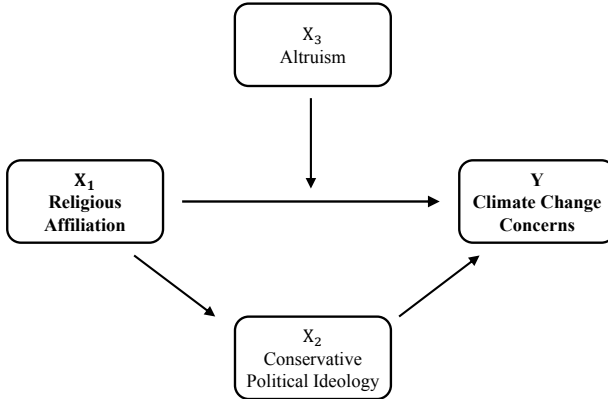 X₃
Altruism
X₁
Religious
Affiliation
Y
Climate Change
Concerns
X₂
Conservative
Political Ideology